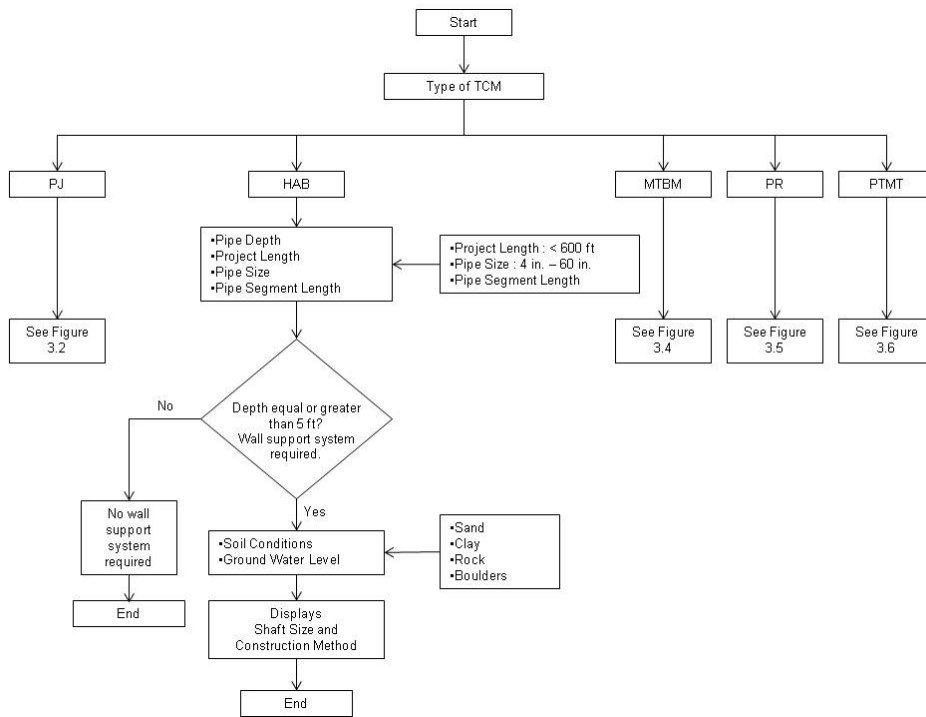 Start
Type of TCM
PJ
HAB
MTBM
PR
PTMT
▪Pipe Depth
▪Project Length
▪Pipe Size
▪Pipe Segment Length
▪Project Length : < 600 ft
▪Pipe Size : 4 in. – 60 in.
▪Pipe Segment Length
See Figure
3.2
See Figure
3.4
See Figure
3.5
See Figure
3.6
No
Depth equal or greater
than 5 ft?
Wall support system
required.
Yes
No wall
support
system
required
▪Soil Conditions
▪Ground Water Level
▪Sand
▪Clay
▪Rock
▪Boulders
End
Displays
Shaft Size and
Construction Method
End